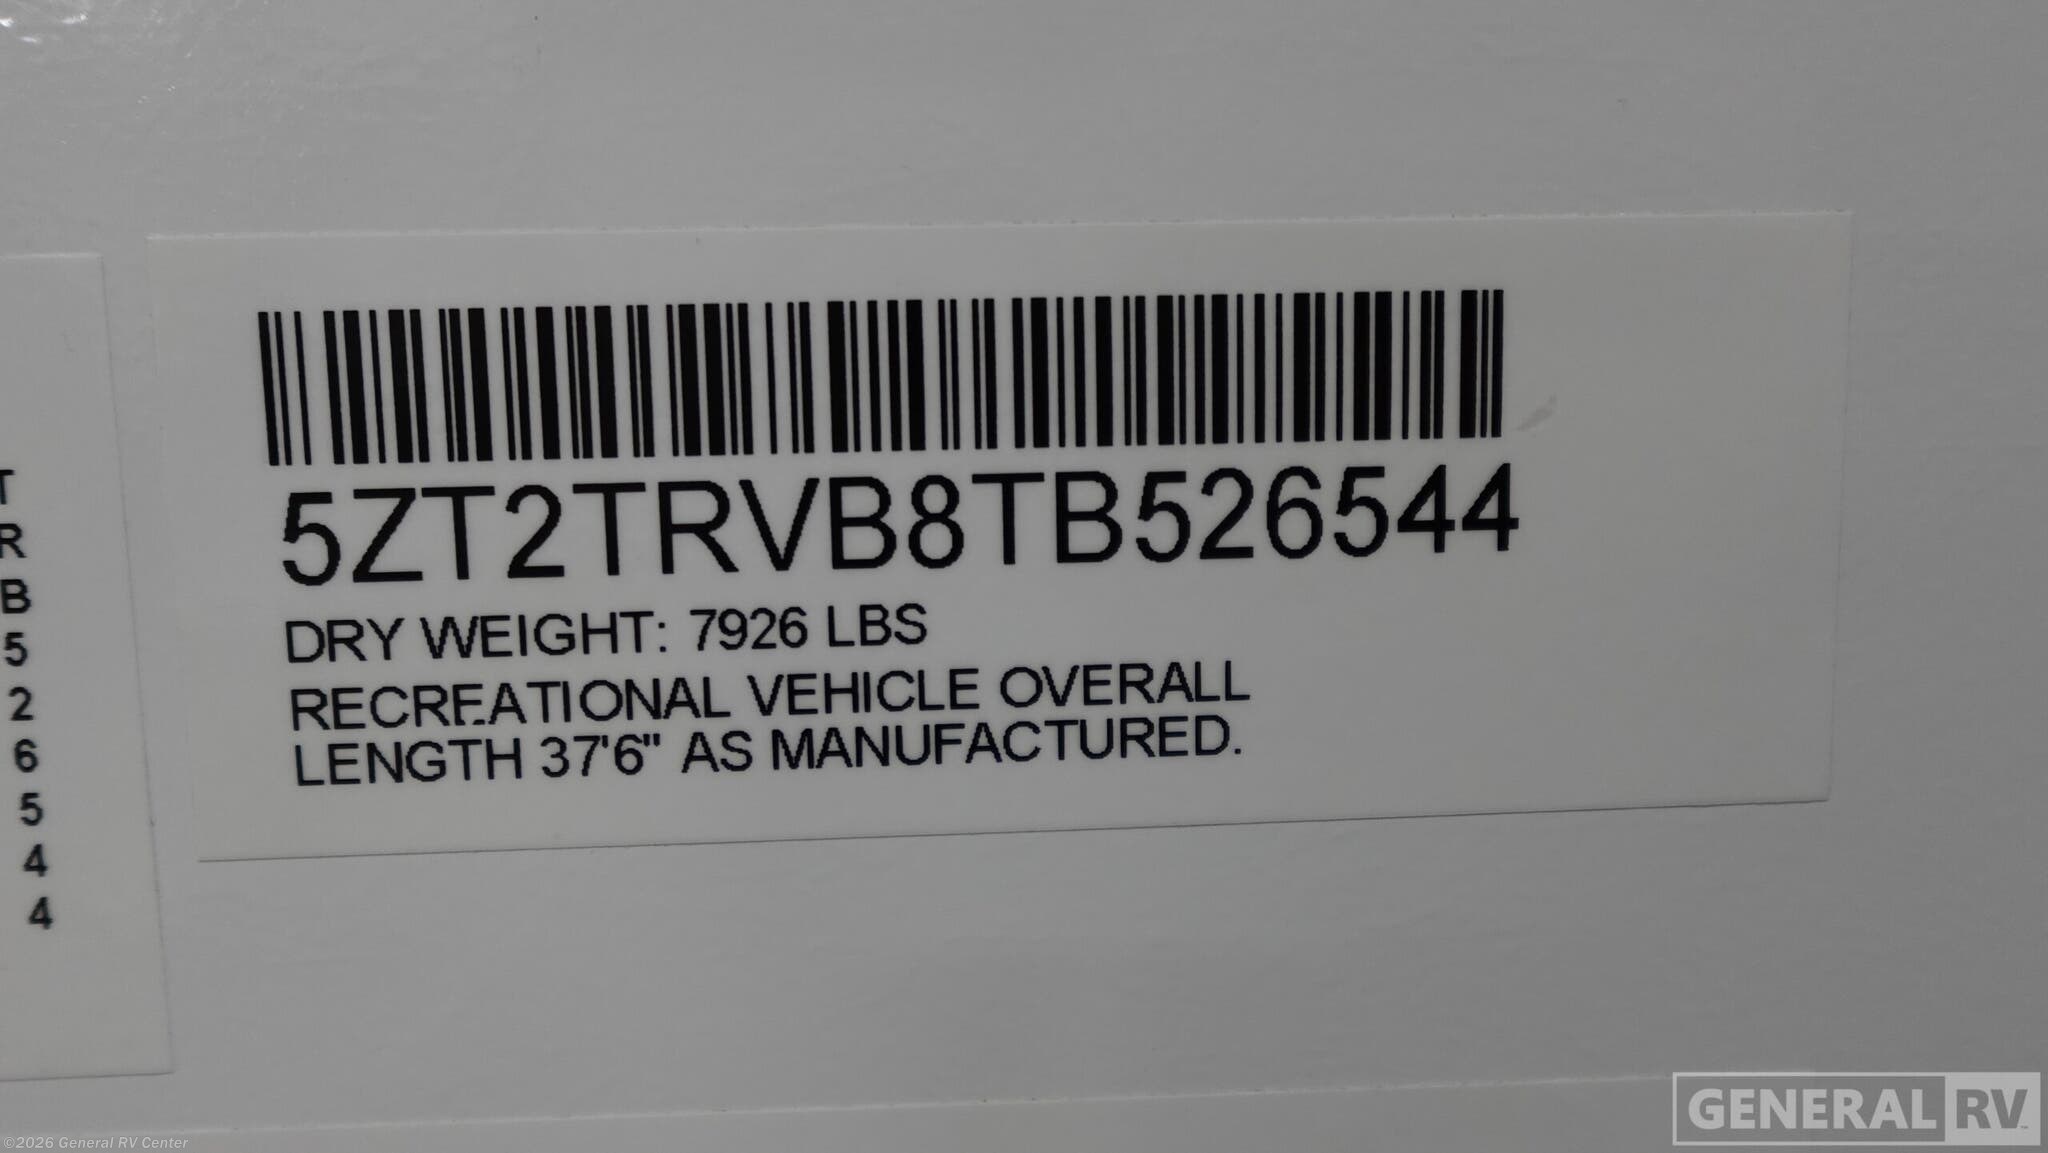 5ZT2TRVB8TB526544
DRY WEIGHT: 7926 LBS
RECREATIONAL VEHICLE OVERALL
LENGTH 37'6" AS MANUFACTURED.
T
R
B
5
2
6
5
4
4
GENERAL RV
©2026 General RV Center